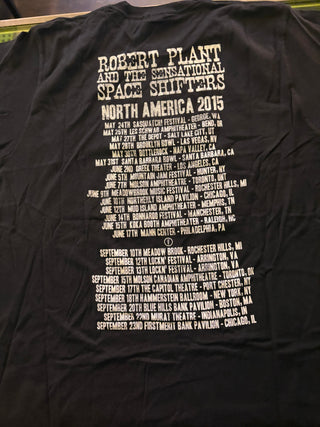 ROBERT PLANT
AND THE SENSATIONAL
SPACE SHIFTERS
NORTH AMERICA 2015
MAY 24TH SASQUATCH! FESTIVAL - GEORGE, WA
MAY 25TH LES SCHWAB AMPHITHEATER - BEND, OR
MAY 27TH THE DEPOT - SALT LAKE CITY, UT
MAY 28TH BROOKLYN BOWL - LAS VEGAS, NV
MAY 30TH BOTTLEROCK - NAPA VALLEY, CA
MAY 31ST SANTA BARBARA BOWL - SANTA BARBARA, CA
JUNE 2ND GREEK THEATER - LOS ANGELES, CA
JUNE 5TH MOUNTAIN JAM FESTIVAL - HUNTER, NY
JUNE 7TH MOLSON AMPHITHEATRE - TORONTO, ON
JUNE 9TH MEADOWBROOK MUSIC FESTIVAL - ROCHESTER HILLS, MI
JUNE 10TH NORTHERLY ISLAND PAVILION - CHICAGO, IL
JUNE 12TH MUD ISLAND AMPHITHEATER - MEMPHIS, TN
JUNE 14TH BONNAROO FESTIVAL - MANCHESTER, TN
JUNE 15TH KOKA BOOTH AMPHITHEATER - RALEIGH, NC
JUNE 17TH MANN CENTER - PHILADELPHIA, PA
SEPTEMBER 10TH MEADOW BROOK - ROCHESTER HILLS, MI
SEPTEMBER 12TH LOCKN' FESTIVAL - ARRINGTON, VA
SEPTEMBER 13TH LOCKN' FESTIVAL - ARRINGTON, VA
SEPTEMBER 15TH MOLSON CANADIAN AMPHITHEATRE - TORONTO, ON
SEPTEMBER 17TH THE CAPITOL THEATRE - PORT CHESTER, NY
SEPTEMBER 18TH HAMMERSTEIN BALLROOM - NEW YORK, NY
SEPTEMBER 20TH BLUE HILLS BANK PAVILION - BOSTON, MA
SEPTEMBER 22ND MURAT THEATRE - INDIANAPOLIS, IN
SEPTEMBER 23RD FIRSTMERIT BANK PAVILION - CHICAGO, IL